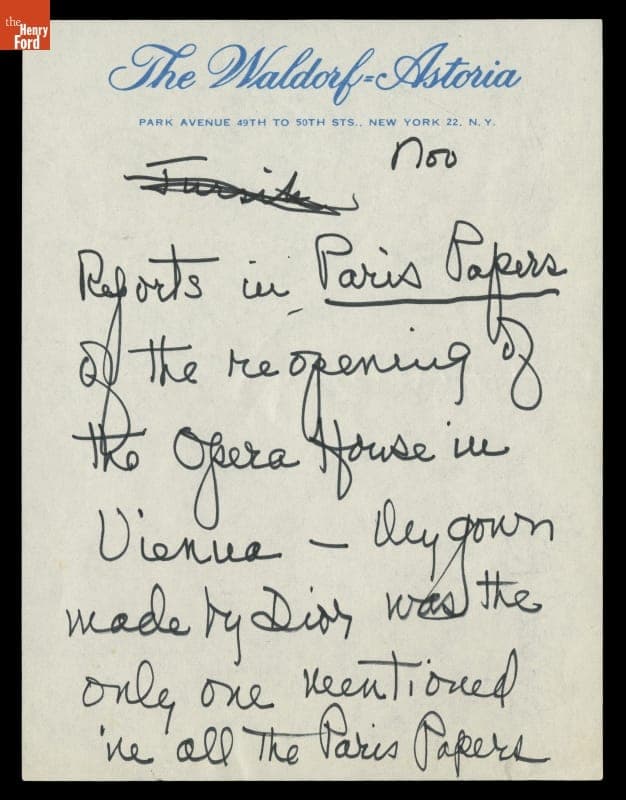 the
Henry
Ford
The Waldorf=Astoria
PARK AVENUE 49TH TO 50TH STS., NEW YORK 22, N.Y.
Nov
Reports in Paris Papers
of the reopening of
the Opera House in
Vienna — My gown
made by Dior was the
only one mentioned
in all the Paris Papers